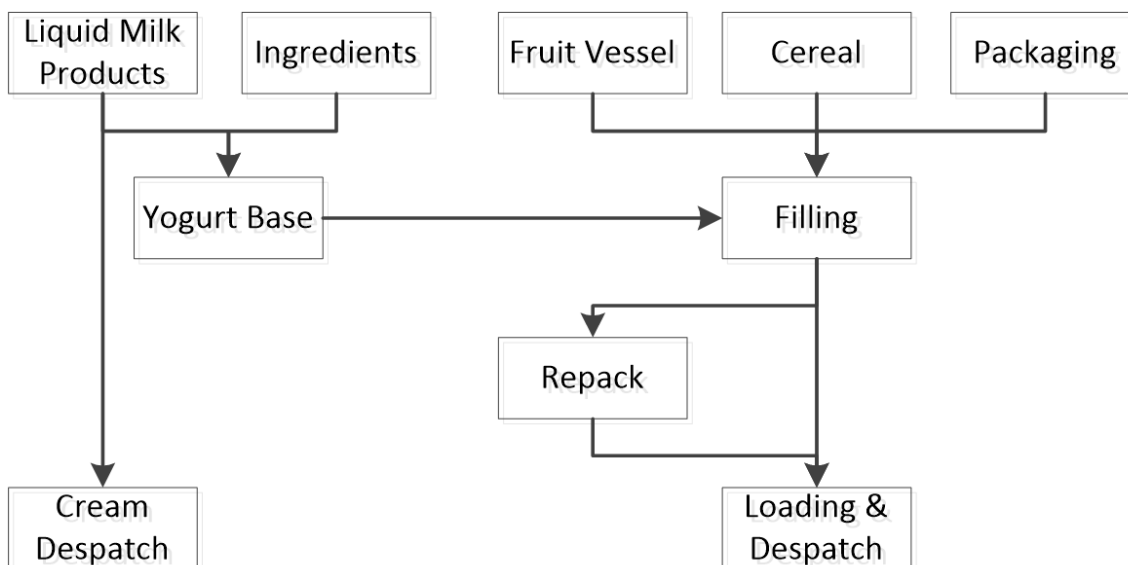 Liquid Milk
Products
Ingredients
Fruit Vessel
Cereal
Packaging
Yogurt Base
Filling
Repack
Cream
Despatch
Loading &
Despatch